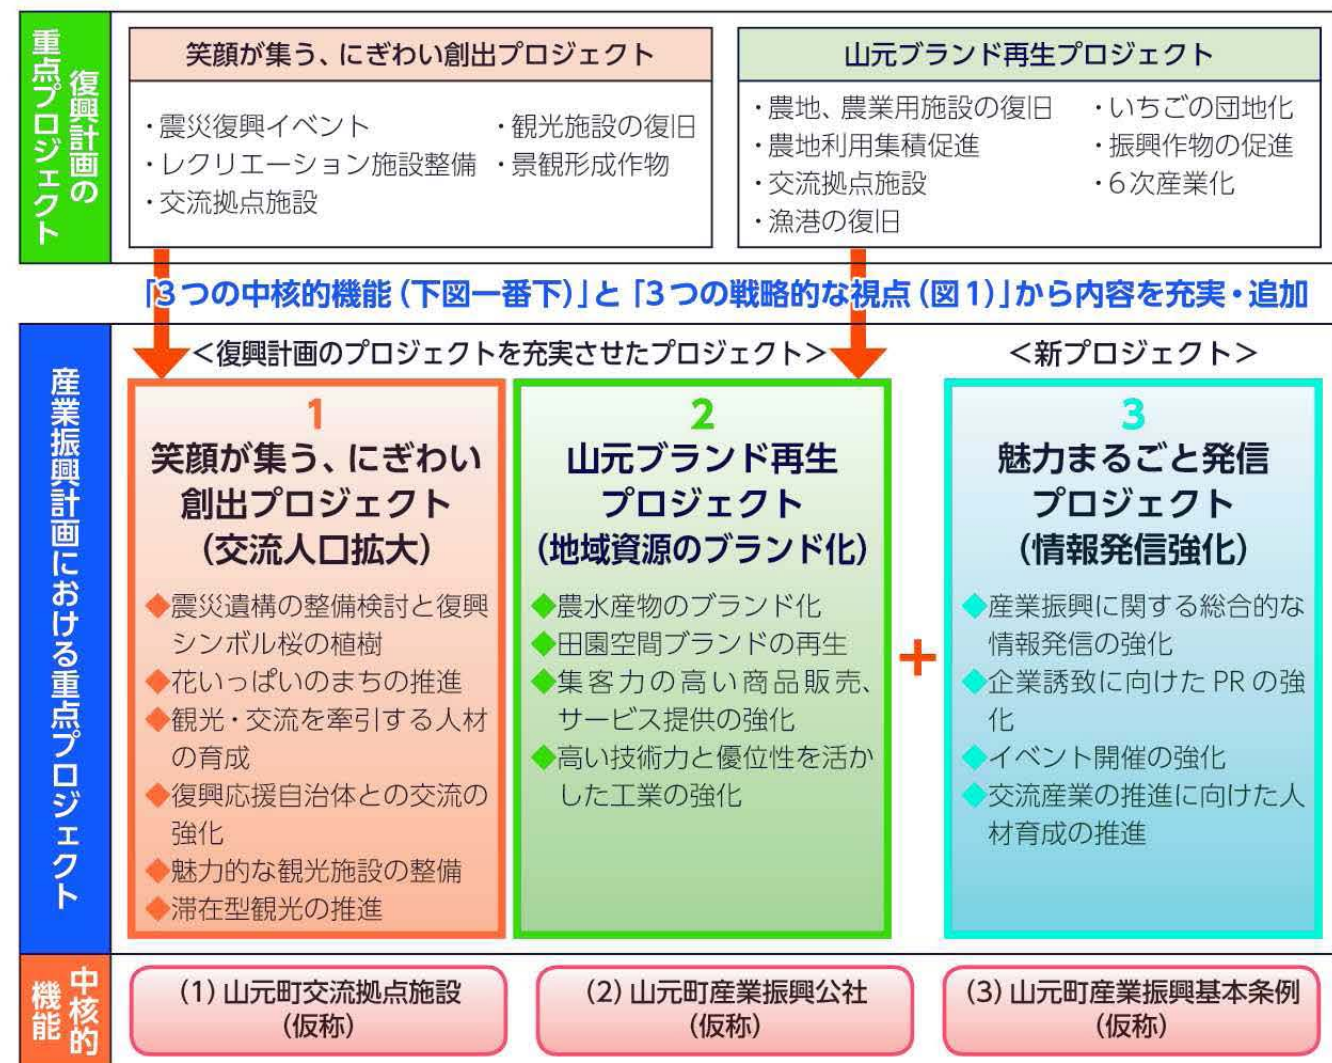 復興計画の
重点プロジェクト
笑顔が集う、にぎわい創出プロジェクト
・震災復興イベント
・レクリエーション施設整備
・交流拠点施設
・観光施設の復旧
・景観形成作物
山元ブランド再生プロジェクト
・農地、農業用施設の復旧
・農地利用集積促進
・交流拠点施設
・漁港の復旧
・いちごの団地化
・振興作物の促進
・6次産業化
「3つの中核的機能(下図一番下)」と「3つの戦略的な視点(図1)」から内容を充実・追加
産業振興計画における重点プロジェクト
＜復興計画のプロジェクトを充実させたプロジェクト＞
＜新プロジェクト＞
1
笑顔が集う、にぎわい
創出プロジェクト
(交流人口拡大)
◆震災遺構の整備検討と復興
シンボル桜の植樹
◆花いっぱいのまちの推進
◆観光・交流を牽引する人材
の育成
◆復興応援自治体との交流の
強化
◆魅力的な観光施設の整備
◆滞在型観光の推進
2
山元ブランド再生
プロジェクト
(地域資源のブランド化)
◆農水産物のブランド化
◆田園空間ブランドの再生
◆集客力の高い商品販売、
サービス提供の強化
◆高い技術力と優位性を活か
した工業の強化
+
3
魅力まるごと発信
プロジェクト
(情報発信強化)
◆産業振興に関する総合的な
情報発信の強化
◆企業誘致に向けた PR の強
化
◆イベント開催の強化
◆交流産業の推進に向けた人
材育成の推進
中核的
機能
(1) 山元町交流拠点施設
(仮称)
(2) 山元町産業振興公社
(仮称)
(3) 山元町産業振興基本条例
(仮称)